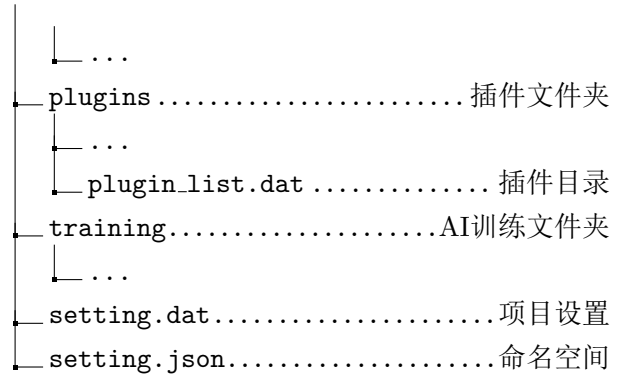 ...
plugins........................插件文件夹
...
plugin_list.dat..............插件目录
training.....................AI训练文件夹
...
setting.dat......................项目设置
setting.json.....................命名空间